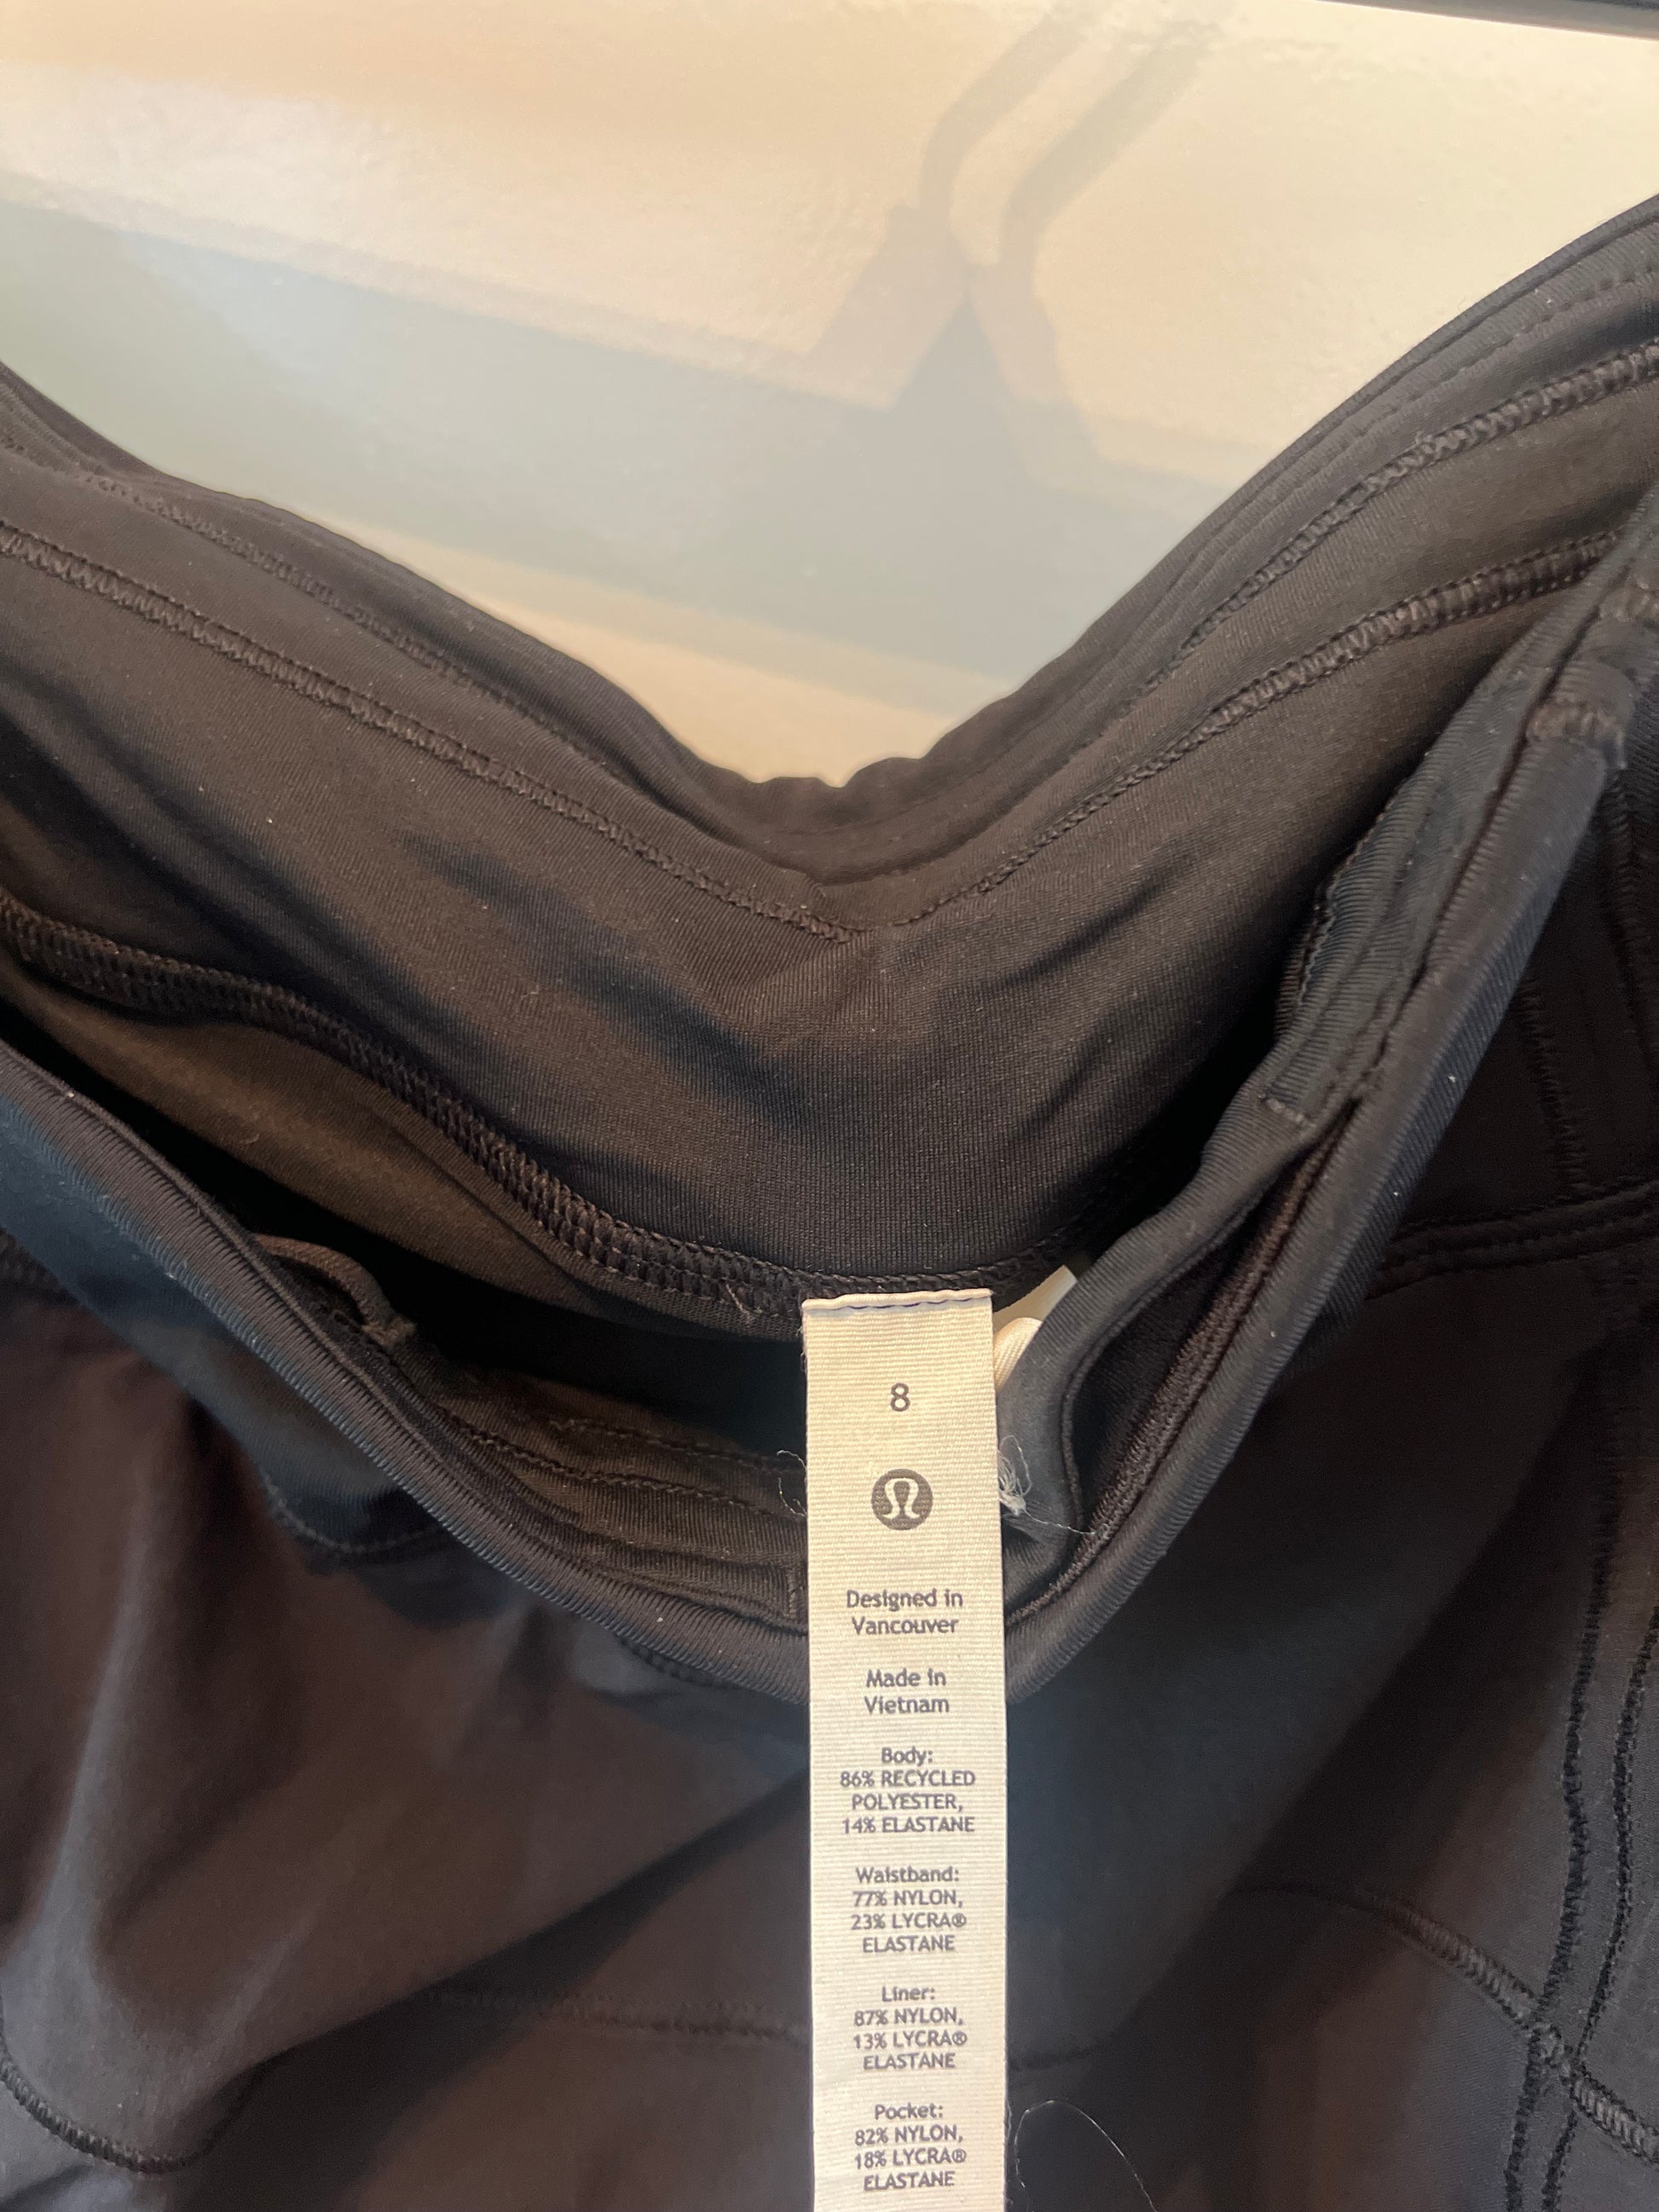 8
Designed in
Vancouver
Made in
Vietnam
Body:
86% RECYCLED
POLYESTER,
14% ELASTANE
Waistband:
77% NYLON,
23% LYCRA®
ELASTANE
Liner:
87% NYLON,
13% LYCRA®
ELASTANE
Pocket:
82% NYLON,
18% LYCRA®
ELASTANE